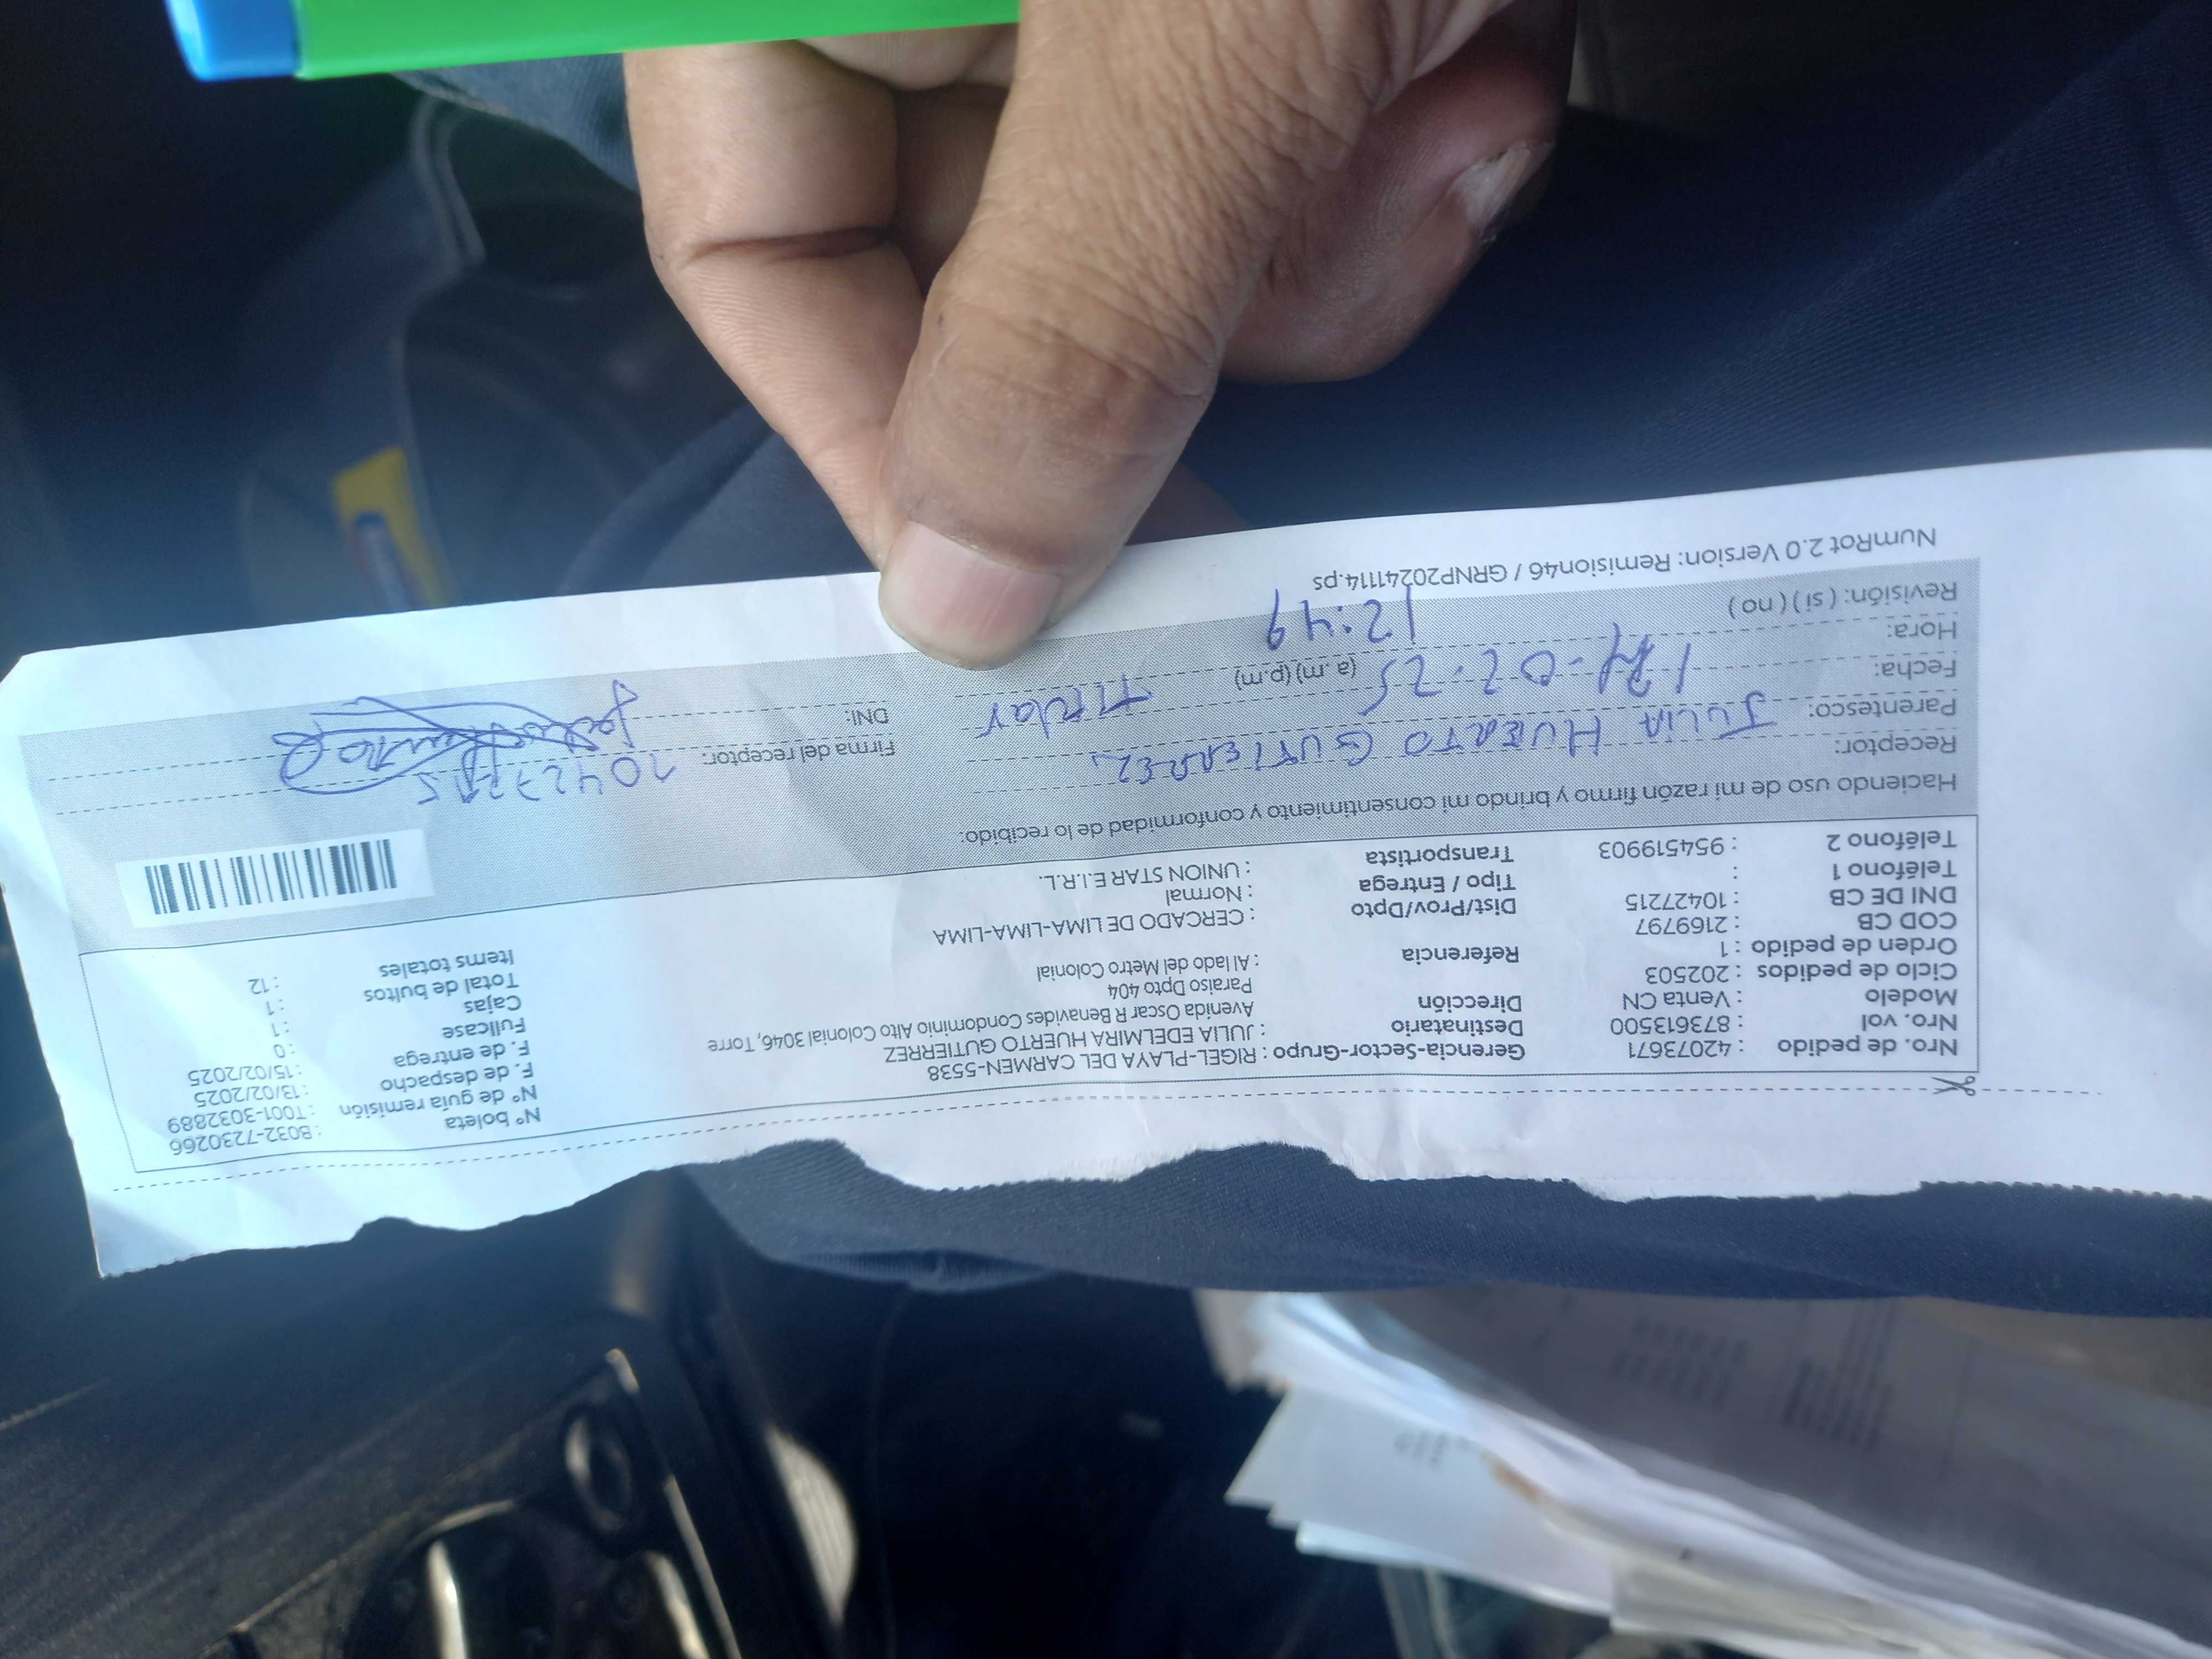 Nro. de pedido : 42073671 Gerencia-Sector-Grupo : RIGEL-PLAYA DEL CARMEN-5538 N° boleta : B032-7230266
Nro. vol : 873613500 Destinatario : JULIA EDELMIRA HUERTO GUTIERREZ N° de guia remisión : T001-3032889
Modelo : Venta CN Dirección Avenida Oscar R Benavides Condominio Alto Colonial 3046, Torre F. de despacho : 13/02/2025
Paraiso Dpto 404 F. de entrega : 15/02/2025
Ciclo de pedidos : 202503 Referencia : Al lado del Metro Colonial Fullcase : 0
Orden de pedido : 1 Cajas : 1
COD CB : 2169797 Dist/Prov/Dpto : CERCADO DE LIMA-LIMA-LIMA Total de bultos : 1
DNI DE CB : 10427215 Tipo / Entrega : Normal Items totales : 12
Teléfono 1 : Transportista : UNION STAR E.I.R.L.
Teléfono 2 : 954519903
Haciendo uso de mi razón firmo y brindo mi consentimiento y conformidad de lo recibido:
Receptor: JULIA HUERTO GUTIERREZ Firma del receptor:
Parentesco: Titular DNI:
Fecha: 02-25
Hora: 12:49 (a.m) (p.m)
Revisión: ( si ) ( no )
NumRot 2.0 Version: Remision46 / GRNP20241114.ps